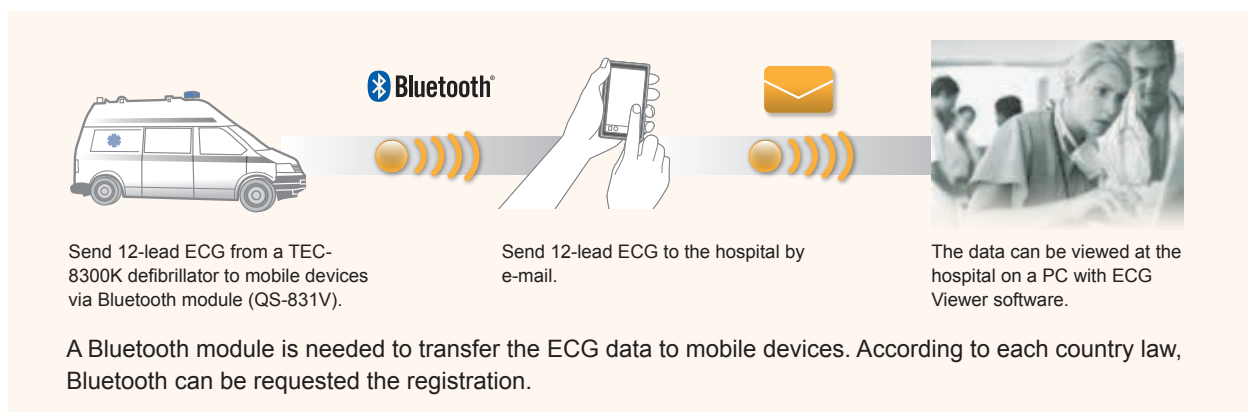 Bluetooth®
Send 12-lead ECG from a TEC-
8300K defibrillator to mobile devices
via Bluetooth module (QS-831V).
Send 12-lead ECG to the hospital by
e-mail.
The data can be viewed at the
hospital on a PC with ECG
Viewer software.
A Bluetooth module is needed to transfer the ECG data to mobile devices. According to each country law,
Bluetooth can be requested the registration.